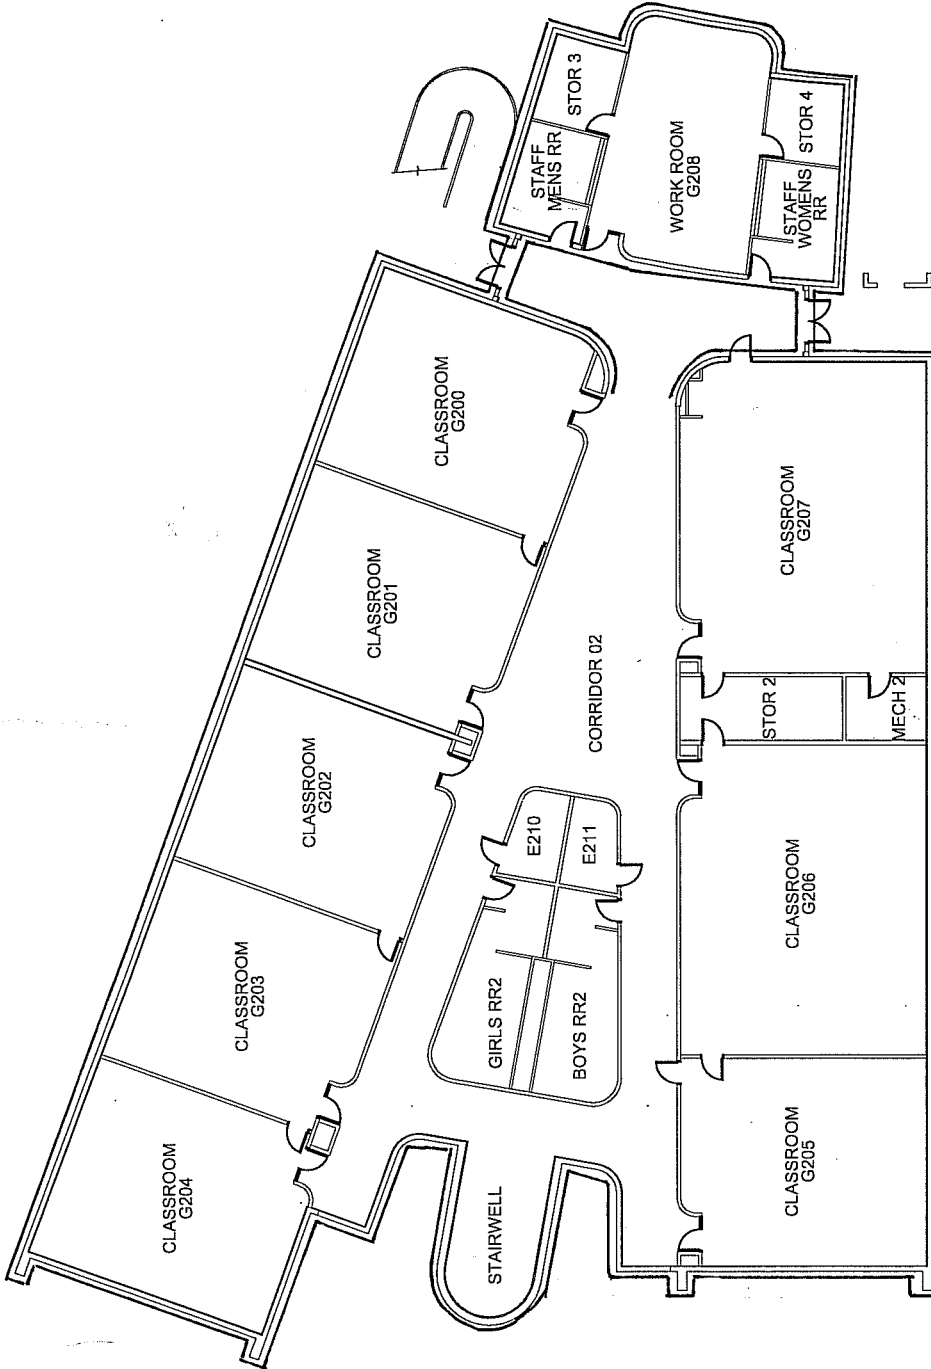 STOR 3
STAFF
MENS RR
WORK ROOM
G208
STOR 4
STAFF
WOMENS
RR
CLASSROOM
G200
CLASSROOM
G201
CLASSROOM
G202
CLASSROOM
G203
CLASSROOM
G204
CORRIDOR 02
E210
E211
GIRLS RR2
BOYS RR2
STAIRWELL
CLASSROOM
G207
STOR 2
MECH 2
CLASSROOM
G206
CLASSROOM
G205